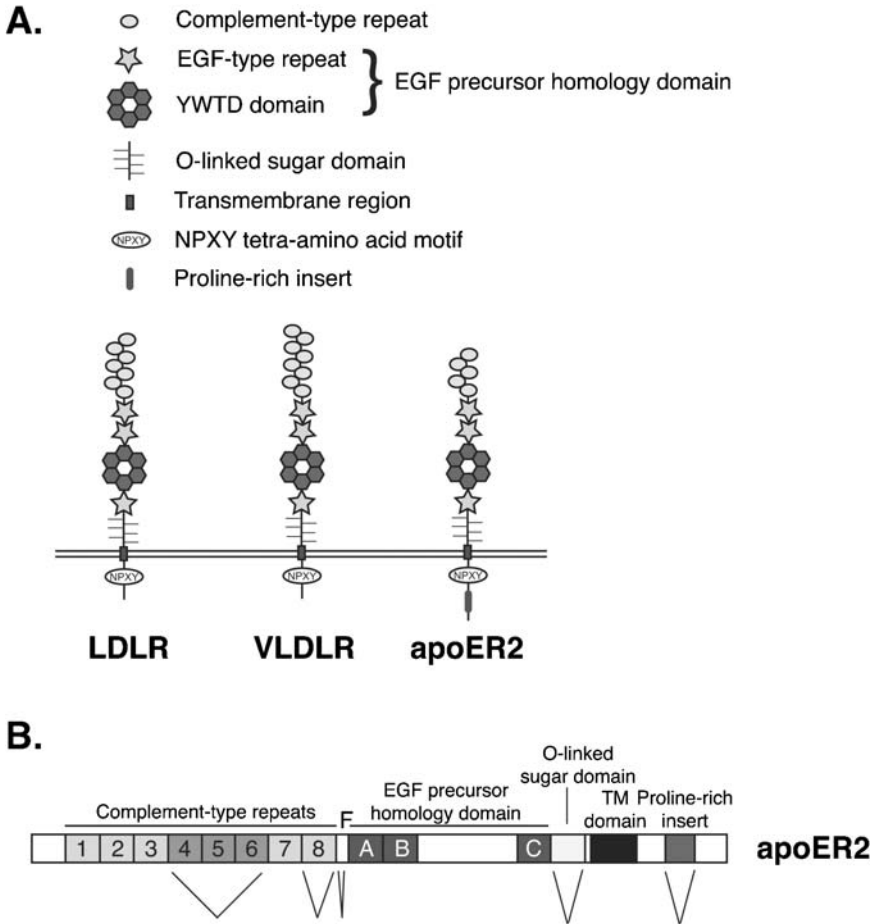 A.
Complement-type repeat
EGF-type repeat
EGF precursor homology domain
YWTD domain
O-linked sugar domain
Transmembrane region
NPXY NPXY tetra-amino acid motif
Proline-rich insert
NPXY NPXY NPXY
LDLR VLDLR apoER2
B.
O-linked
sugar domain
EGF precursor
homology domain
TM Proline-rich
domain insert
Complement-type repeats F
1 2 3 4 5 6 7 8 A B C apoER2